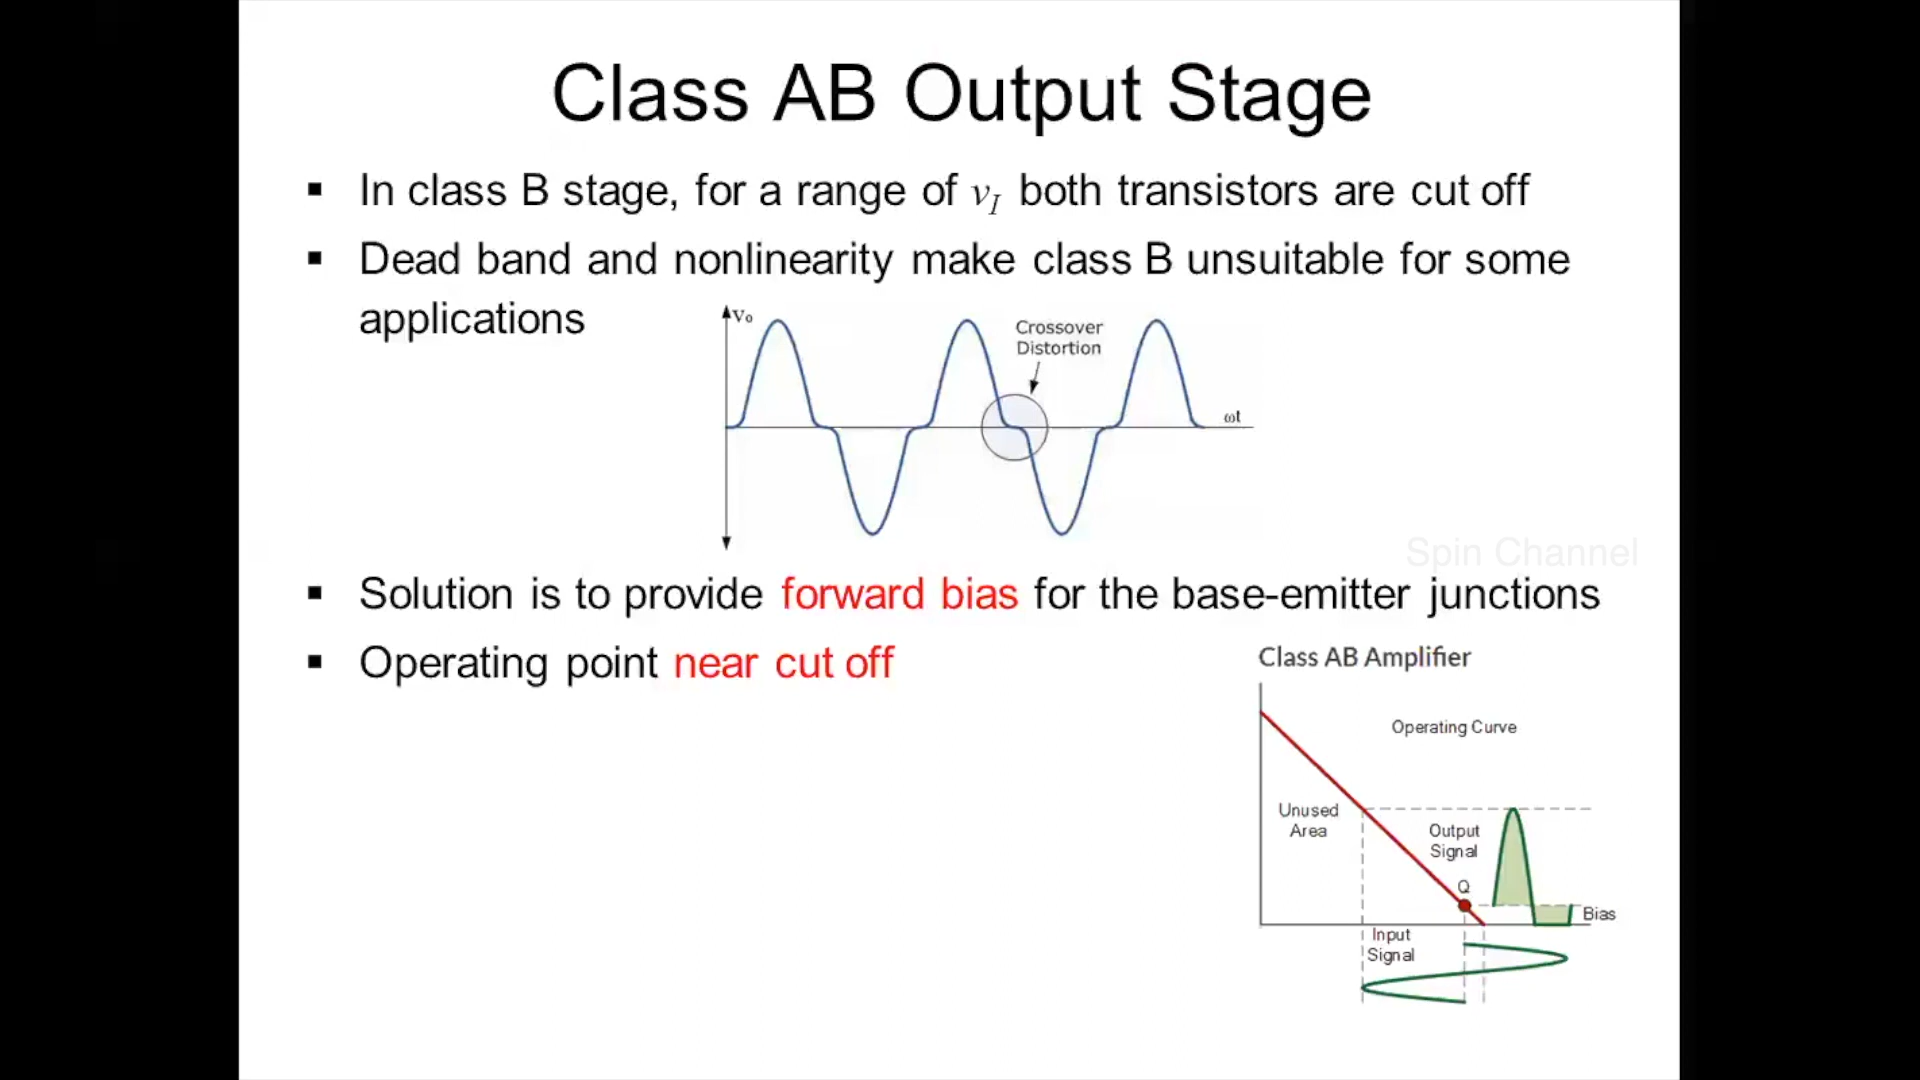 Class AB Output Stage
▪ In class B stage, for a range of v_I both transistors are cut off
▪ Dead band and nonlinearity make class B unsuitable for some
applications
Vo
Crossover
Distortion
ωt
Spin Channel
▪ Solution is to provide forward bias for the base-emitter junctions
▪ Operating point near cut off
Class AB Amplifier
Operating Curve
Unused
Area
Output
Signal
Q
Bias
Input
Signal